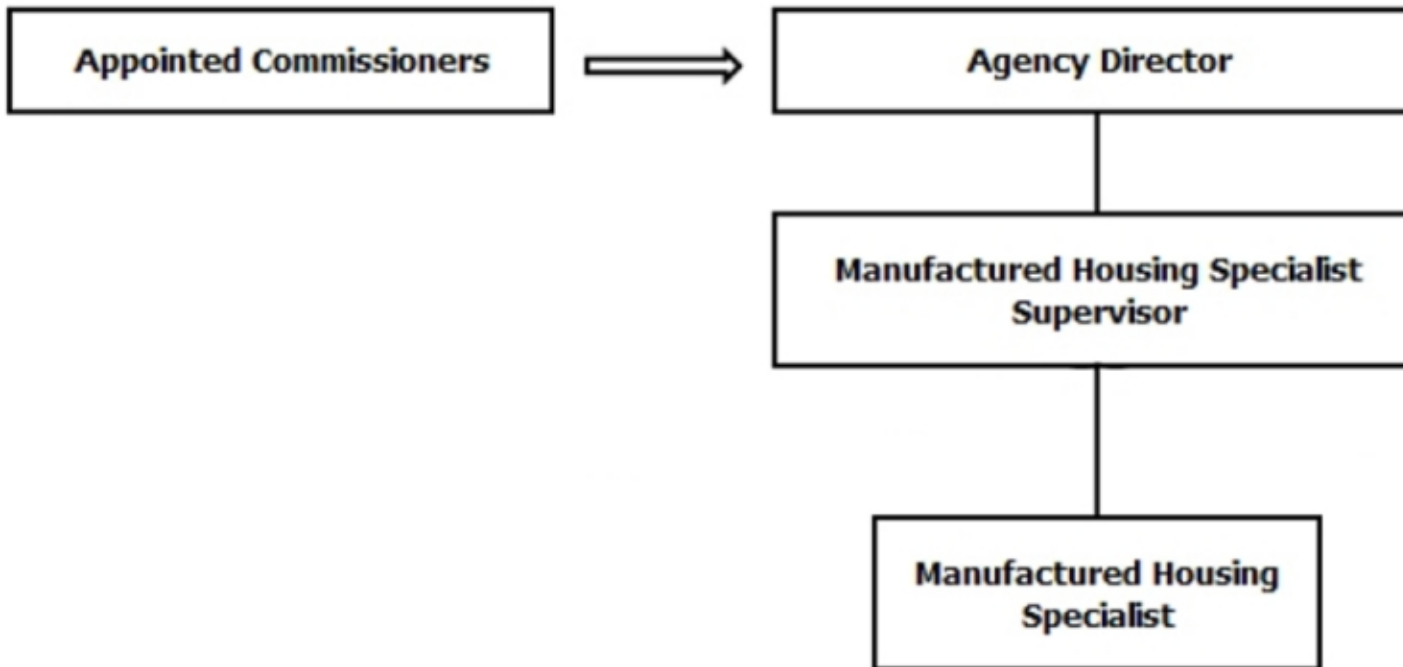 Appointed Commissioners
Agency Director
Manufactured Housing Specialist
Supervisor
Manufactured Housing
Specialist